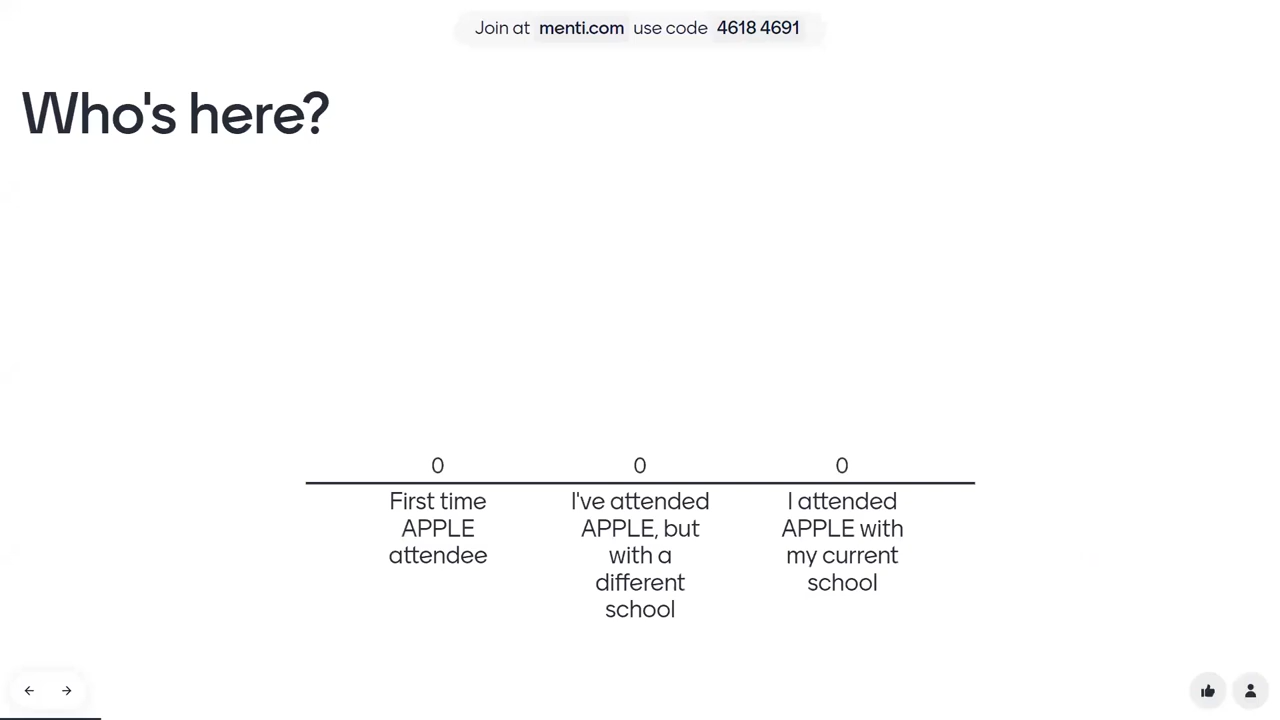 Join at menti.com use code 4618 4691
Who's here?
0 0 0
First time
APPLE
attendee
I've attended
APPLE, but
with a
different
school
I attended
APPLE with
my current
school